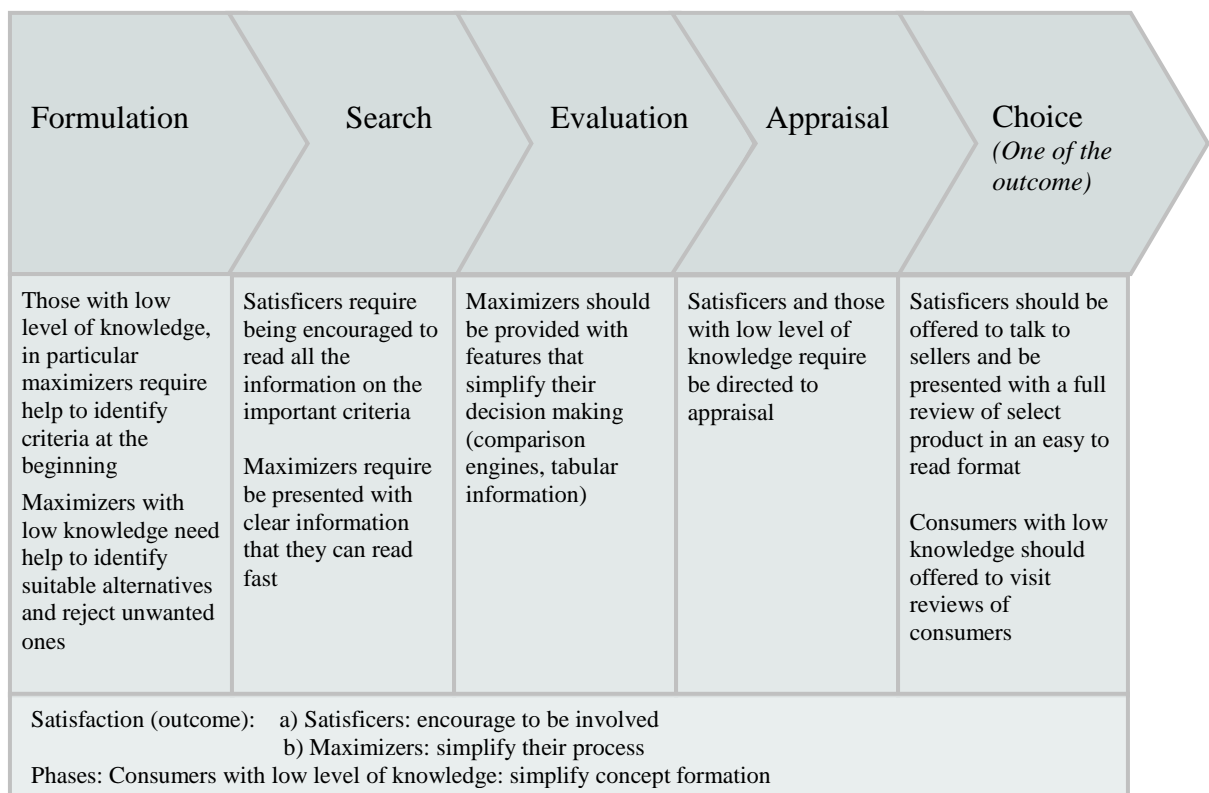 Formulation
Search
Evaluation
Appraisal
Choice
(One of the
outcome)
Those with low
level of knowledge,
in particular
maximizers require
help to identify
criteria at the
beginning
Maximizers with
low knowledge need
help to identify
suitable alternatives
and reject unwanted
ones
Satisficers require
being encouraged to
read all the
information on the
important criteria
Maximizers require
be presented with
clear information
that they can read
fast
Maximizers should
be provided with
features that
simplify their
decision making
(comparison
engines, tabular
information)
Satisficers and those
with low level of
knowledge require
be directed to
appraisal
Satisficers should be
offered to talk to
sellers and be
presented with a full
review of select
product in an easy to
read format
Consumers with low
knowledge should
offered to visit
reviews of
consumers
Satisfaction (outcome): a) Satisficers: encourage to be involved
b) Maximizers: simplify their process
Phases: Consumers with low level of knowledge: simplify concept formation